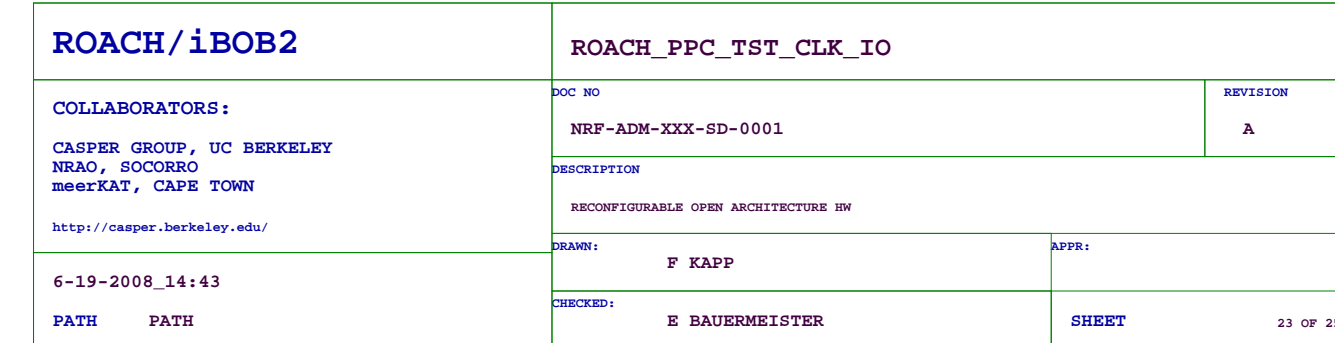 ROACH/iBOB2
ROACH_PPC_TST_CLK_IO
COLLABORATORS:
CASPER GROUP, UC BERKELEY
NRAO, SOCORRO
meerKAT, CAPE TOWN
http://casper.berkeley.edu/
6-19-2008_14:43
PATH PATH
DOC NO
NRF-ADM-XXX-SD-0001
REVISION
A
DESCRIPTION
RECONFIGURABLE OPEN ARCHITECTURE HW
DRAWN:
F KAPP
APPR:
CHECKED:
E BAUERMEISTER
SHEET 23 OF